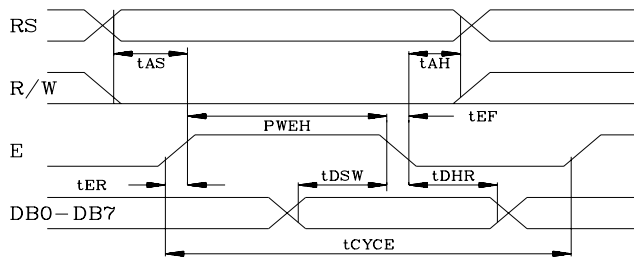 RS
tAS
tAH
R/W
PWEH
tEF
E
tER
tDSW
tDHR
DB0-DB7
tCYCE